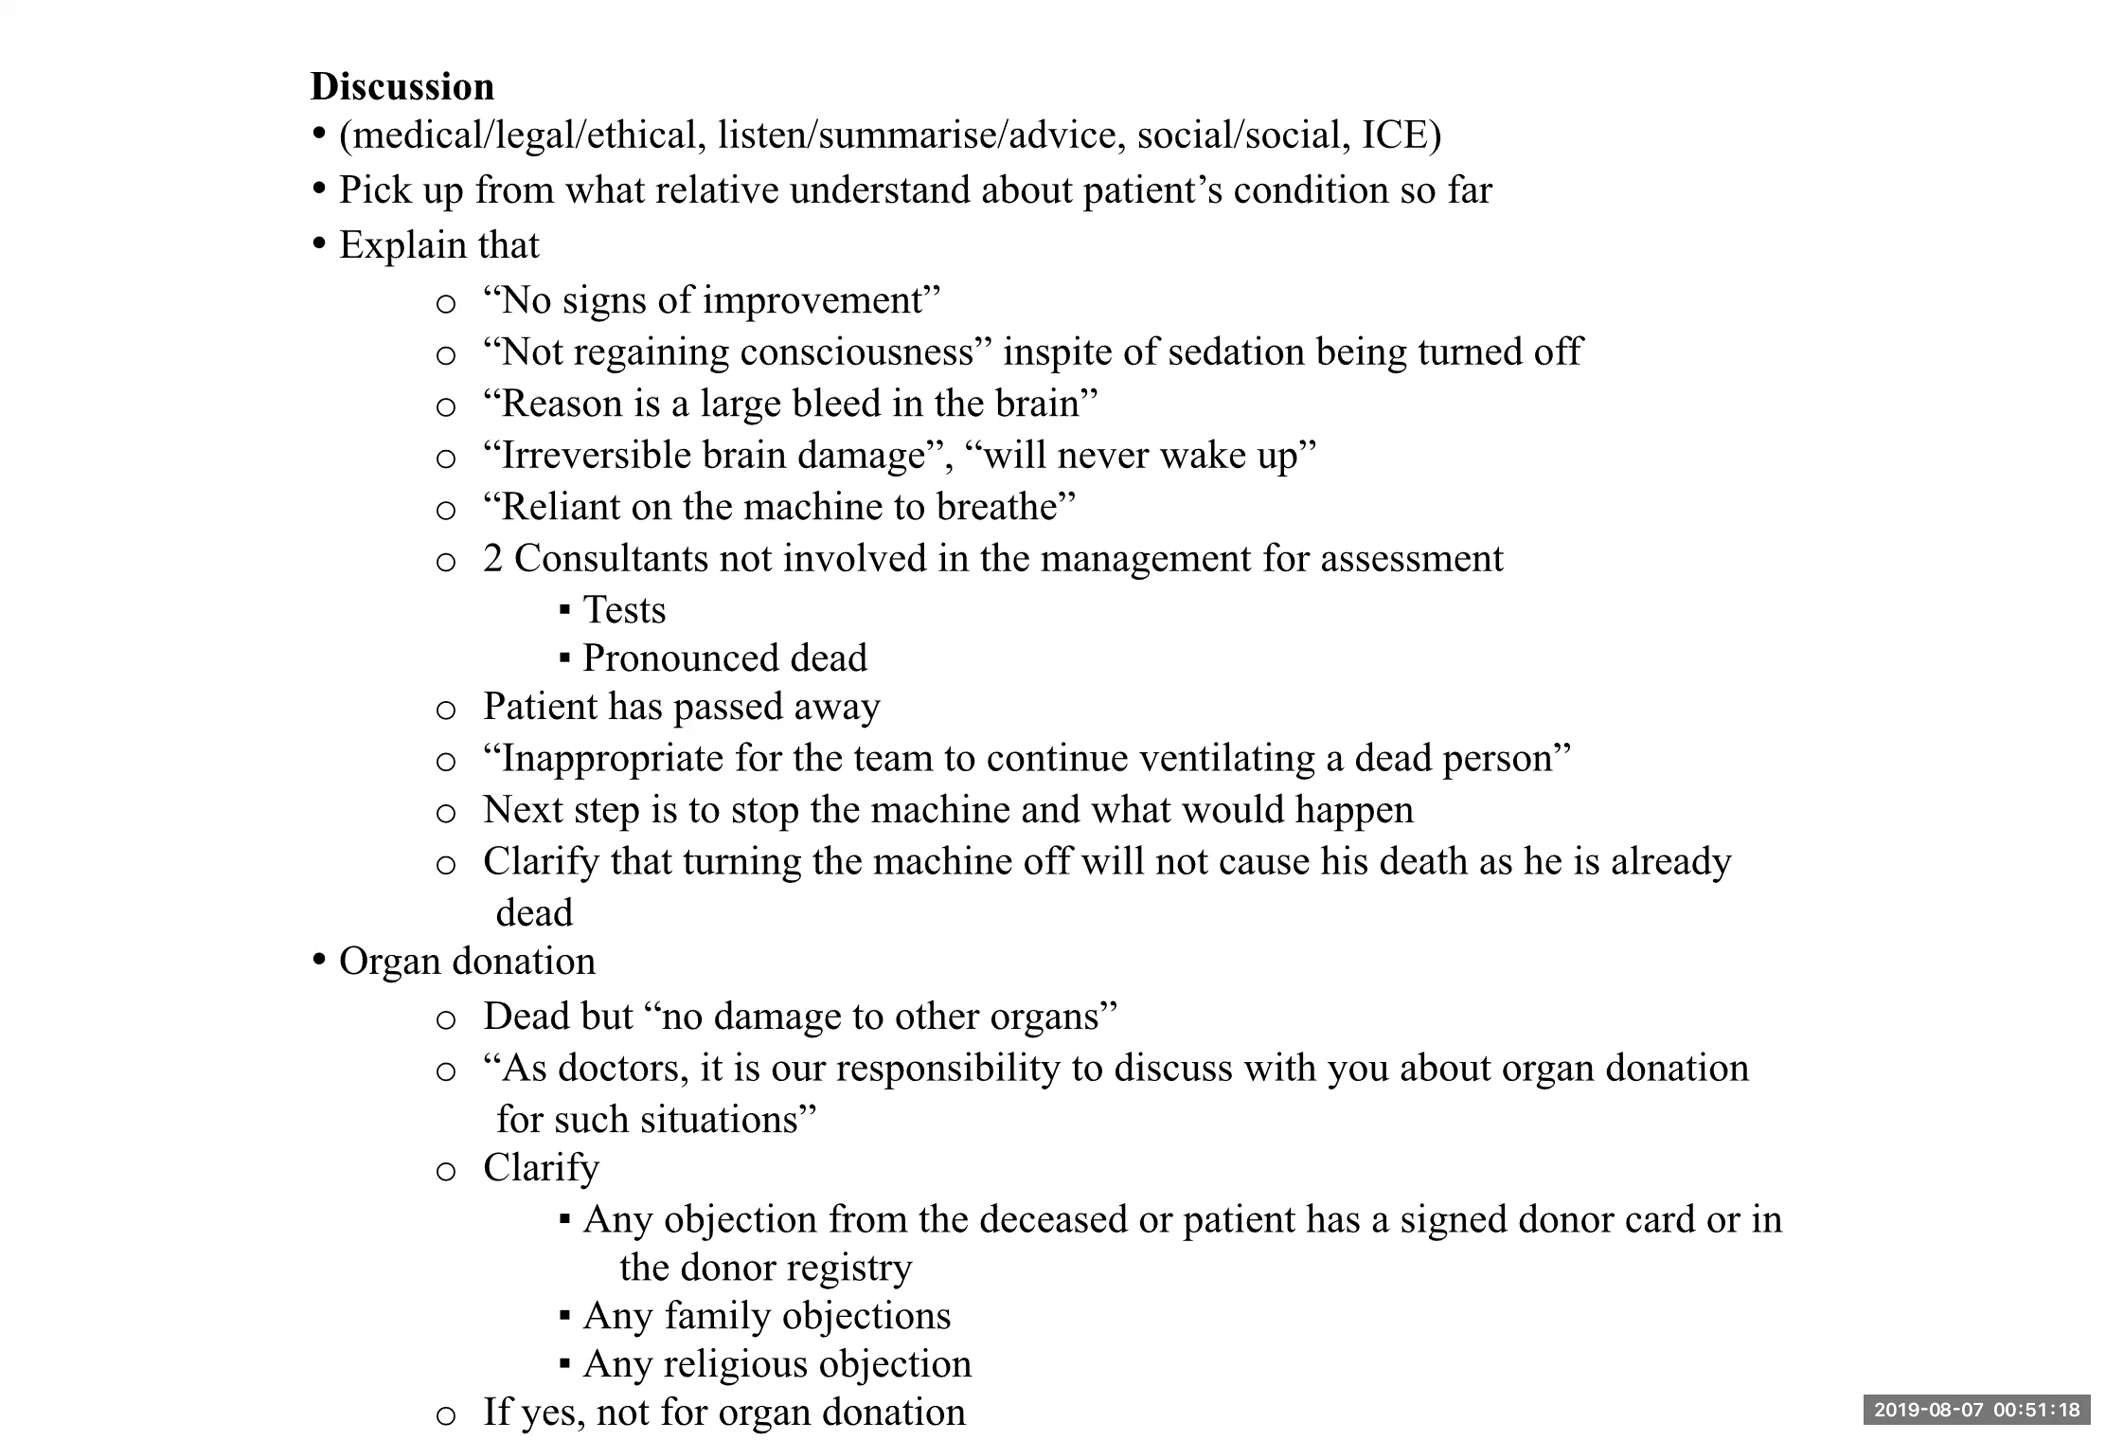 Discussion
• (medical/legal/ethical, listen/summarise/advice, social/social, ICE)
• Pick up from what relative understand about patient’s condition so far
• Explain that
o “No signs of improvement”
o “Not regaining consciousness” inspite of sedation being turned off
o “Reason is a large bleed in the brain”
o “Irreversible brain damage”, “will never wake up”
o “Reliant on the machine to breathe”
o 2 Consultants not involved in the management for assessment
▪ Tests
▪ Pronounced dead
o Patient has passed away
o “Inappropriate for the team to continue ventilating a dead person”
o Next step is to stop the machine and what would happen
o Clarify that turning the machine off will not cause his death as he is already
dead
• Organ donation
o Dead but “no damage to other organs”
o “As doctors, it is our responsibility to discuss with you about organ donation
for such situations”
o Clarify
▪ Any objection from the deceased or patient has a signed donor card or in
the donor registry
▪ Any family objections
▪ Any religious objection
o If yes, not for organ donation
2019-08-07 00:51:18